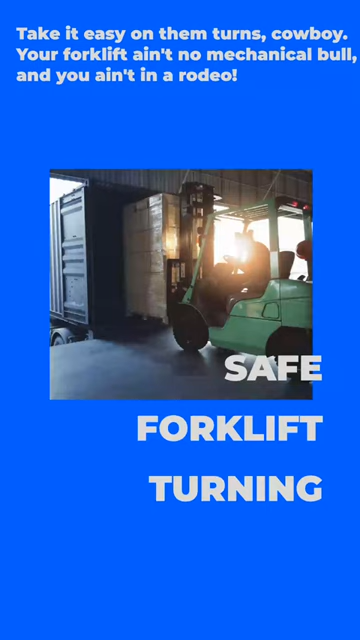 Take it easy on them turns, cowboy.
Your forklift ain't no mechanical bull,
and you ain't in a rodeo!
SAFE
FORKLIFT
TURNING